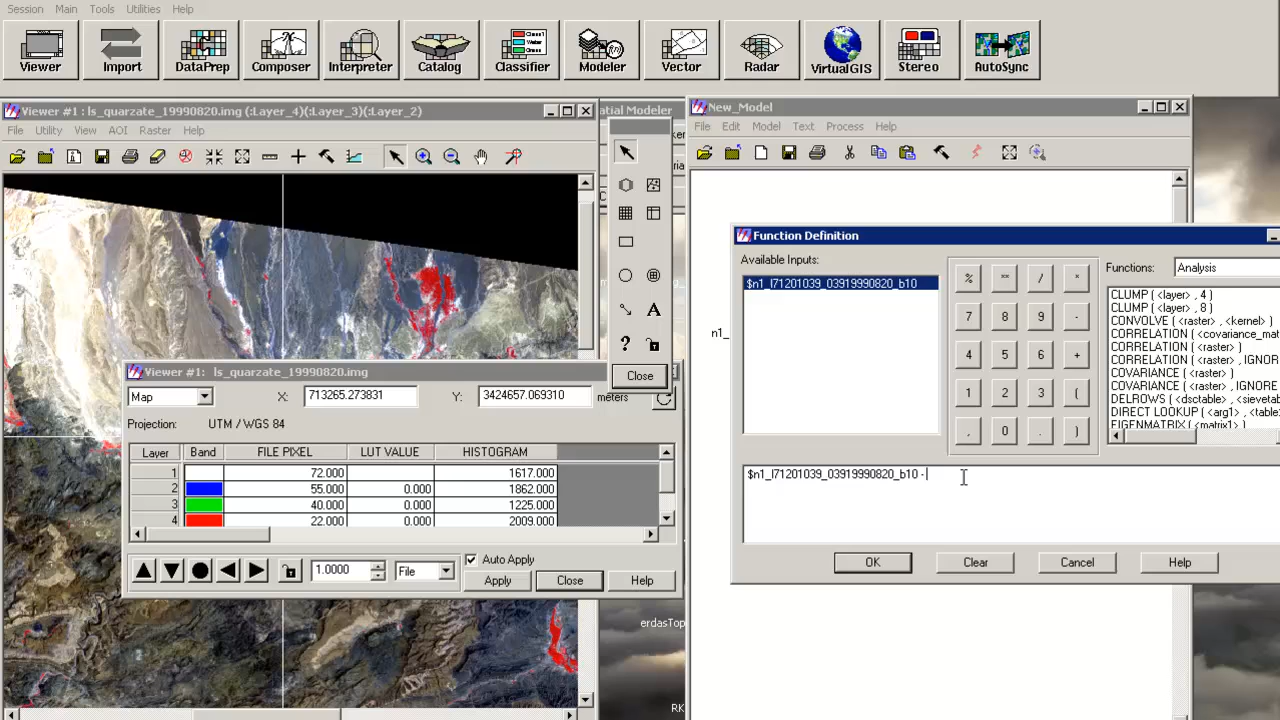 Session Main Tools Utilities Help
Viewer Import DataPrep Composer Interpreter Catalog Classifier Modeler Vector Radar VirtualGIS Stereo AutoSync
Class1
Water
Viewer #1 : ls_quarzate_19990820.img (:Layer_4)(:Layer_3)(:Layer_2)
File Utility View AOI Raster Help
atial Modeler
Close
New_Model
File Edit Model Text Process Help
n1_
Function Definition
Available Inputs:
$n1_l71201039_03919990820_b10
% ** / *
7 8 9 -
4 5 6 +
1 2 3 (
, 0 . )
Functions: Analysis
CLUMP ( <layer> , 4 )
CLUMP ( <layer> , 8 )
CONVOLVE ( <raster> , <kernel> )
CORRELATION ( <covariance_mat
CORRELATION ( <raster> )
CORRELATION ( <raster> , IGNOR
COVARIANCE ( <raster> )
COVARIANCE ( <raster> , IGNORE
DELROWS ( <dsctable> , <sievetab
DIRECT LOOKUP ( <arg1> , <table
EIGENMATRIX ( <matrix1> )
$n1_l71201039_03919990820_b10 -
OK Clear Cancel Help
Viewer #1: ls_quarzate_19990820.img
Map X: 713265.273831 Y: 3424657.069310 meters
Projection: UTM / WGS 84
Layer Band FILE PIXEL LUT VALUE HISTOGRAM
1 72.000 1617.000
2 55.000 0.000 1862.000
3 40.000 0.000 1225.000
4 22.000 0.000 2009.000
1.0000 File Auto Apply
Apply Close Help
erdasTop
RK